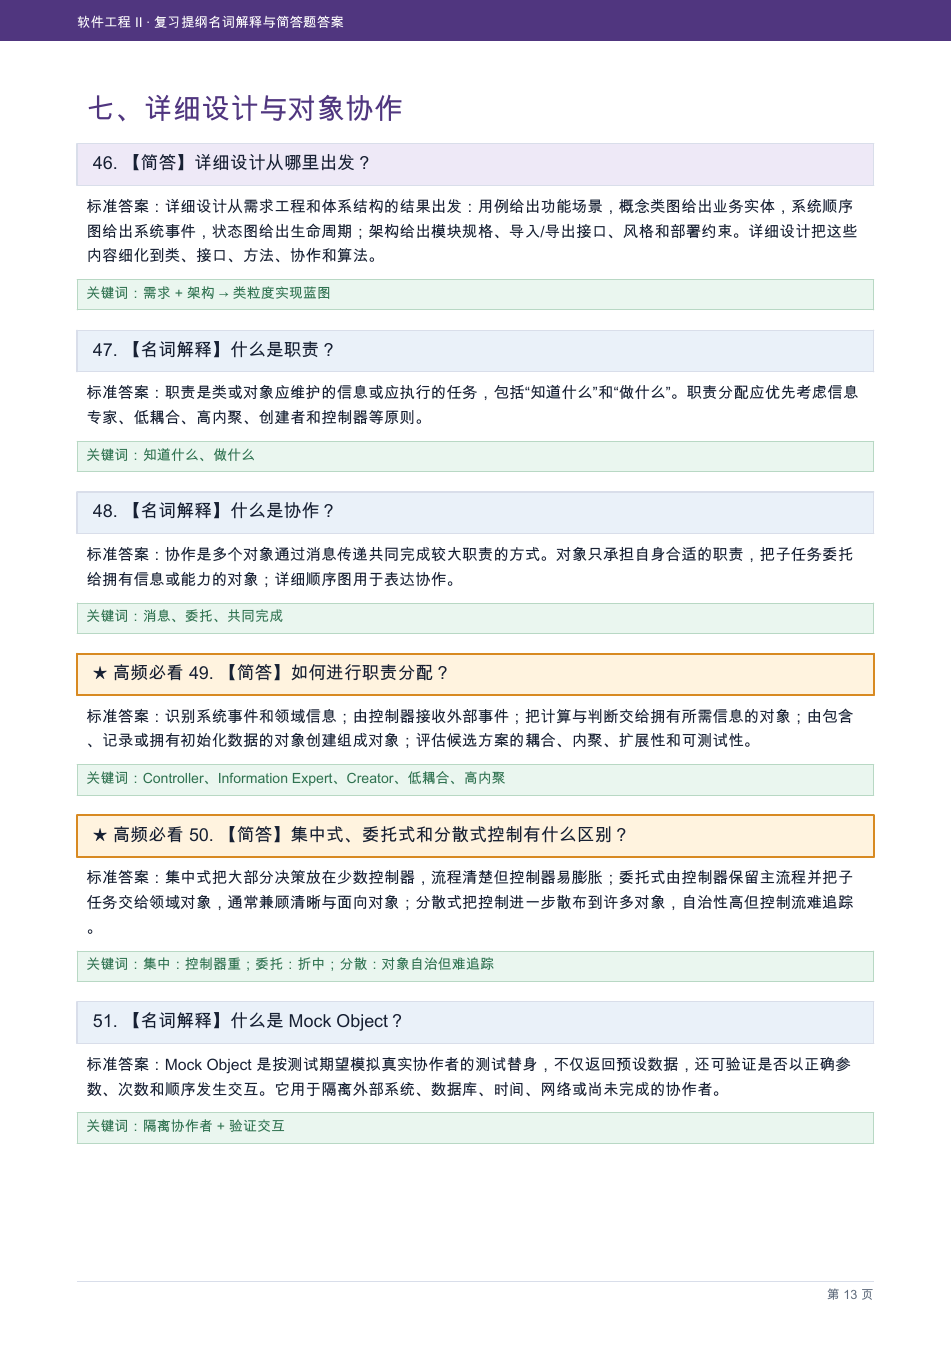 软件工程 II · 复习提纲名词解释与简答题答案
七、详细设计与对象协作
46. 【简答】详细设计从哪里出发？
标准答案：详细设计从需求工程和体系结构的结果出发：用例给出功能场景，概念类图给出业务实体，系统顺序
图给出系统事件，状态图给出生命周期；架构给出模块规格、导入/导出接口、风格和部署约束。详细设计把这些
内容细化到类、接口、方法、协作和算法。
关键词：需求 + 架构 → 类粒度实现蓝图
47. 【名词解释】什么是职责？
标准答案：职责是类或对象应维护的信息或应执行的任务，包括“知道什么”和“做什么”。职责分配应优先考虑信息
专家、低耦合、高内聚、创建者和控制器等原则。
关键词：知道什么、做什么
48. 【名词解释】什么是协作？
标准答案：协作是多个对象通过消息传递共同完成较大职责的方式。对象只承担自身合适的职责，把子任务委托
给拥有信息或能力的对象；详细顺序图用于表达协作。
关键词：消息、委托、共同完成
★ 高频必看 49. 【简答】如何进行职责分配？
标准答案：识别系统事件和领域信息；由控制器接收外部事件；把计算与判断交给拥有所需信息的对象；由包含
、记录或拥有初始化数据的对象创建组成对象；评估候选方案的耦合、内聚、扩展性和可测试性。
关键词：Controller、Information Expert、Creator、低耦合、高内聚
★ 高频必看 50. 【简答】集中式、委托式和分散式控制有什么区别？
标准答案：集中式把大部分决策放在少数控制器，流程清楚但控制器易膨胀；委托式由控制器保留主流程并把子
任务交给领域对象，通常兼顾清晰与面向对象；分散式把控制进一步散布到许多对象，自治性高但控制流难追踪
。
关键词：集中：控制器重；委托：折中；分散：对象自治但难追踪
51. 【名词解释】什么是 Mock Object？
标准答案：Mock Object 是按测试期望模拟真实协作者的测试替身，不仅返回预设数据，还可验证是否以正确参
数、次数和顺序发生交互。它用于隔离外部系统、数据库、时间、网络或尚未完成的协作者。
关键词：隔离协作者 + 验证交互
第 13 页